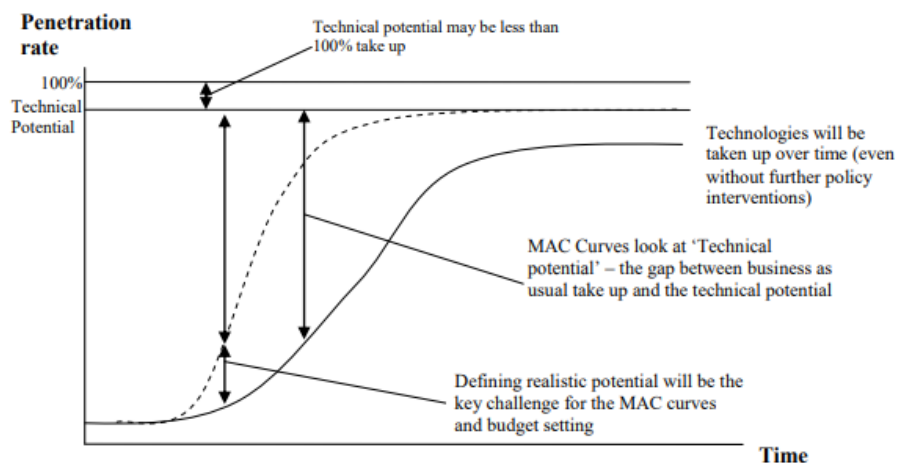 Penetration
rate
Technical potential may be less than
100% take up
100%
Technical
Potential
Technologies will be
taken up over time (even
without further policy
interventions)
MAC Curves look at ‘Technical
potential’ – the gap between business as
usual take up and the technical potential
Defining realistic potential will be the
key challenge for the MAC curves
and budget setting
Time